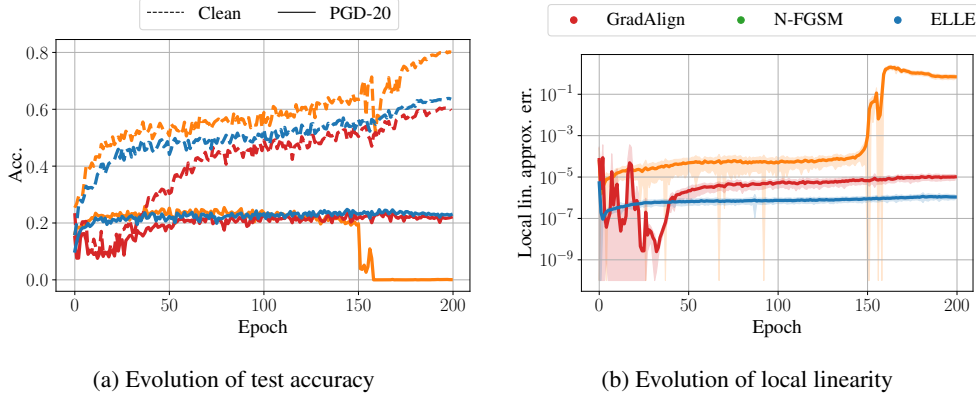 Clean PGD-20
GradAlign N-FGSM ELLE
0.8
0.6
0.4
0.2
0.0
Acc.
0 50 100 150 200
Epoch
10⁻¹
10⁻³
10⁻⁵
10⁻⁷
10⁻⁹
Local lin. approx. err.
0 50 100 150 200
Epoch
(a) Evolution of test accuracy
(b) Evolution of local linearity